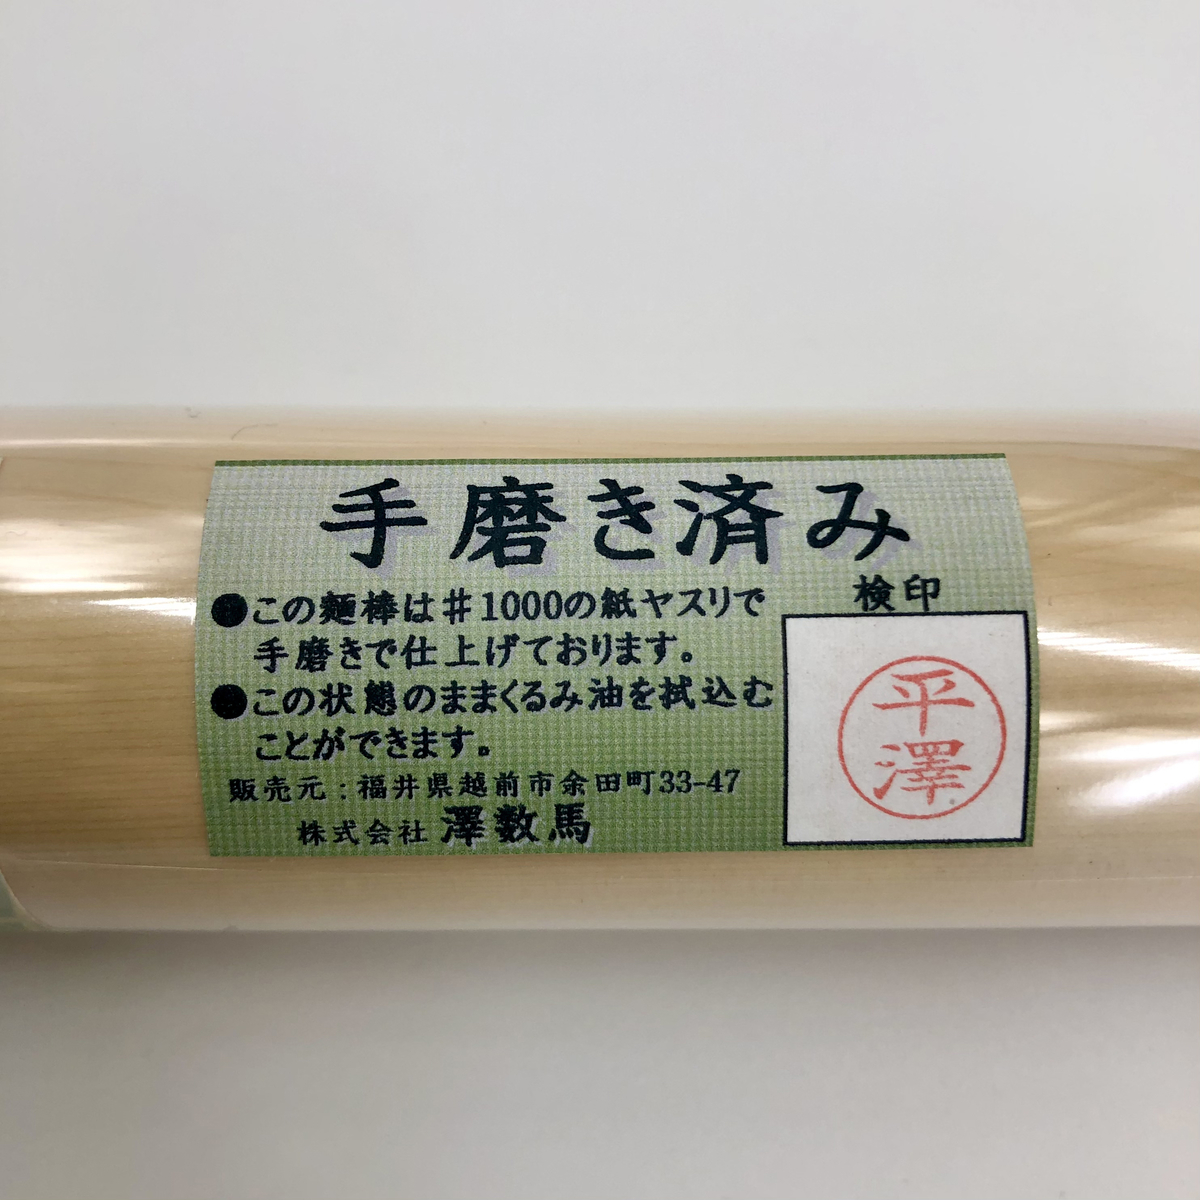 手磨き済み
●この麺棒は♯1000の紙ヤスリで
手磨きで仕上げております。
●この状態のままくるみ油を拭込む
ことができます。
販売元：福井県越前市余田町33-47
株式会社 澤数馬
検印
平澤